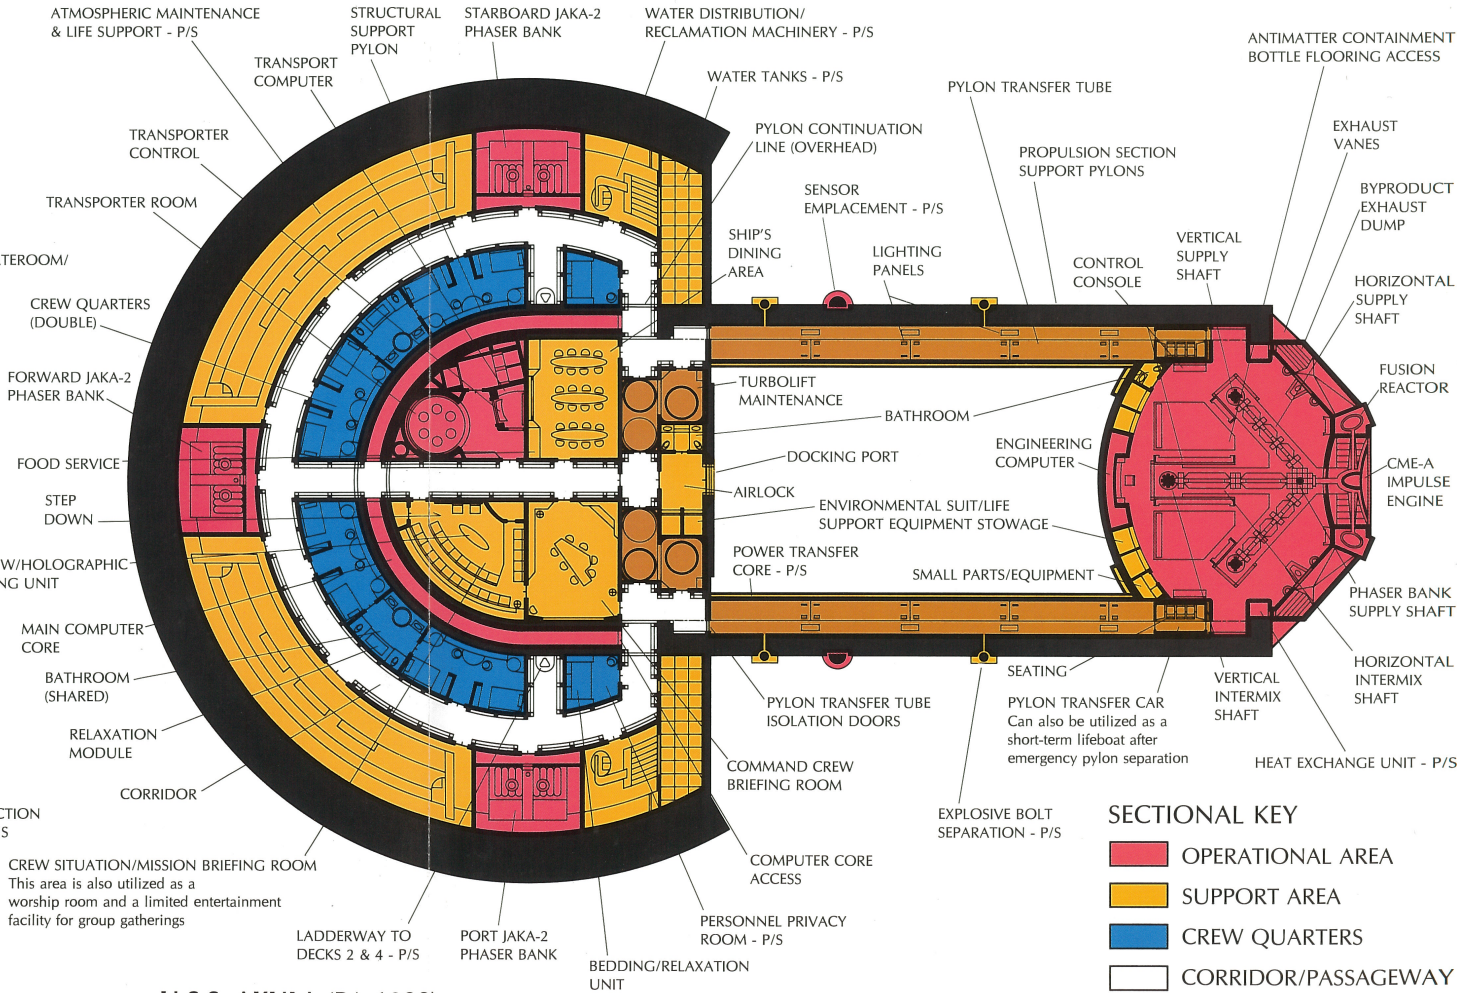 ATMOSPHERIC MAINTENANCE
& LIFE SUPPORT - P/S
STRUCTURAL
SUPPORT
PYLON
STARBOARD JAKA-2
PHASER BANK
WATER DISTRIBUTION/
RECLAMATION MACHINERY - P/S
ANTIMATTER CONTAINMENT
BOTTLE FLOORING ACCESS
TRANSPORT
COMPUTER
WATER TANKS - P/S
PYLON TRANSFER TUBE
TRANSPORTER
CONTROL
PYLON CONTINUATION
LINE (OVERHEAD)
EXHAUST
VANES
PROPULSION SECTION
SUPPORT PYLONS
TRANSPORTER ROOM
SENSOR
EMPLACEMENT - P/S
BYPRODUCT
EXHAUST
DUMP
SHIP'S
DINING
AREA
LIGHTING
PANELS
VERTICAL
SUPPLY
SHAFT
CONTROL
CONSOLE
TEROOM/
HORIZONTAL
SUPPLY
SHAFT
CREW QUARTERS
(DOUBLE)
FORWARD JAKA-2
PHASER BANK
TURBOLIFT
MAINTENANCE
FUSION
REACTOR
BATHROOM
FOOD SERVICE
DOCKING PORT
ENGINEERING
COMPUTER
CME-A
IMPULSE
ENGINE
AIRLOCK
STEP
DOWN
ENVIRONMENTAL SUIT/LIFE
SUPPORT EQUIPMENT STOWAGE
W/HOLOGRAPHIC
NG UNIT
POWER TRANSFER
CORE - P/S
SMALL PARTS/EQUIPMENT
PHASER BANK
SUPPLY SHAFT
MAIN COMPUTER
CORE
BATHROOM
(SHARED)
SEATING
HORIZONTAL
INTERMIX
SHAFT
VERTICAL
INTERMIX
SHAFT
PYLON TRANSFER TUBE
ISOLATION DOORS
PYLON TRANSFER CAR
Can also be utilized as a
short-term lifeboat after
emergency pylon separation
RELAXATION
MODULE
HEAT EXCHANGE UNIT - P/S
COMMAND CREW
BRIEFING ROOM
CORRIDOR
CTION
S
EXPLOSIVE BOLT
SEPARATION - P/S
CREW SITUATION/MISSION BRIEFING ROOM
This area is also utilized as a
worship room and a limited entertainment
facility for group gatherings
COMPUTER CORE
ACCESS
LADDERWAY TO
DECKS 2 & 4 - P/S
PORT JAKA-2
PHASER BANK
PERSONNEL PRIVACY
ROOM - P/S
BEDDING/RELAXATION
UNIT
SECTIONAL KEY
OPERATIONAL AREA
SUPPORT AREA
CREW QUARTERS
CORRIDOR/PASSAGEWAY